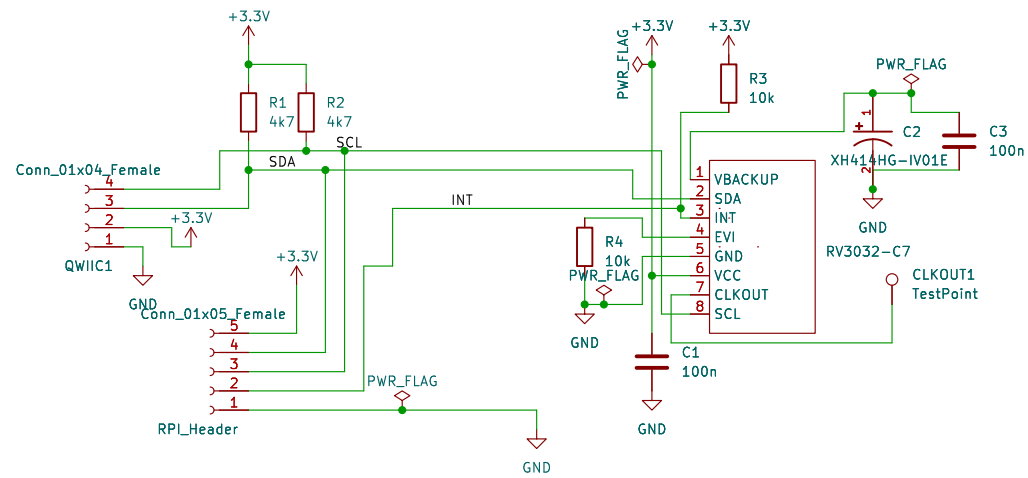 +3.3V
R1
4k7
R2
4k7
SCL
SDA
Conn_01x04_Female
4
3
2
1
+3.3V
QWIIC1
GND
+3.3V
Conn_01x05_Female
5
4
3
2
1
RPI_Header
PWR_FLAG
GND
INT
PWR_FLAG
+3.3V
+3.3V
R3
10k
R4
10k
PWR_FLAG
GND
1 VBACKUP
2 SDA
3 INT
4 EVI
5 GND
6 VCC
7 CLKOUT
8 SCL
RV3032-C7
C1
100n
GND
PWR_FLAG
1
+
C2
XH414HG-IV01E
2
C3
100n
GND
CLKOUT1
TestPoint